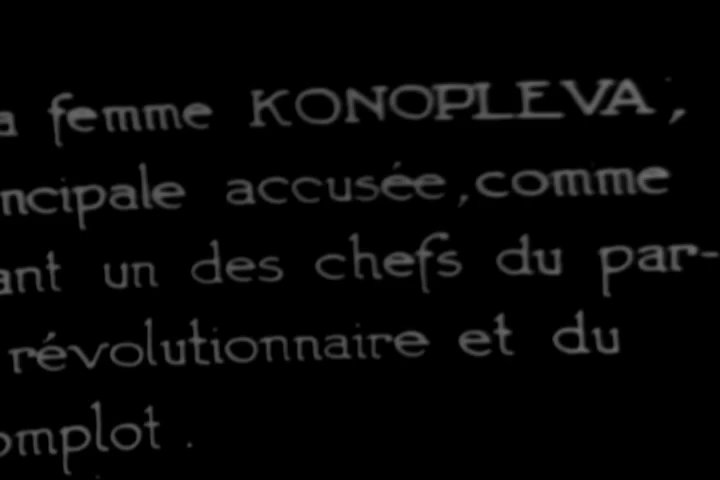 a femme KONOPLEVA,
ncipale accusée, comme
ant un des chefs du par-
révolutionnaire et du
omplot.